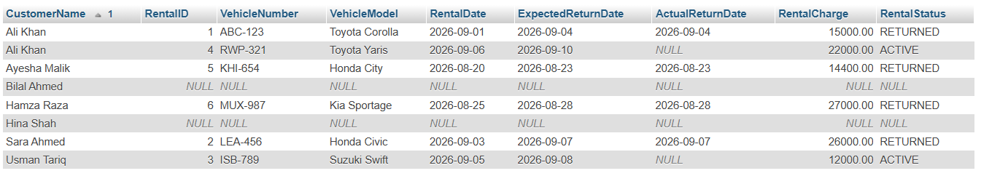 CustomerName 1 RentalID VehicleNumber VehicleModel RentalDate ExpectedReturnDate ActualReturnDate RentalCharge RentalStatus
Ali Khan 1 ABC-123 Toyota Corolla 2026-09-01 2026-09-04 2026-09-04 15000.00 RETURNED
Ali Khan 4 RWP-321 Toyota Yaris 2026-09-06 2026-09-10 NULL 22000.00 ACTIVE
Ayesha Malik 5 KHI-654 Honda City 2026-08-20 2026-08-23 2026-08-23 14400.00 RETURNED
Bilal Ahmed NULL NULL NULL NULL NULL NULL NULL NULL
Hamza Raza 6 MUX-987 Kia Sportage 2026-08-25 2026-08-28 2026-08-28 27000.00 RETURNED
Hina Shah NULL NULL NULL NULL NULL NULL NULL NULL
Sara Ahmed 2 LEA-456 Honda Civic 2026-09-03 2026-09-07 2026-09-07 26000.00 RETURNED
Usman Tariq 3 ISB-789 Suzuki Swift 2026-09-05 2026-09-08 NULL 12000.00 ACTIVE